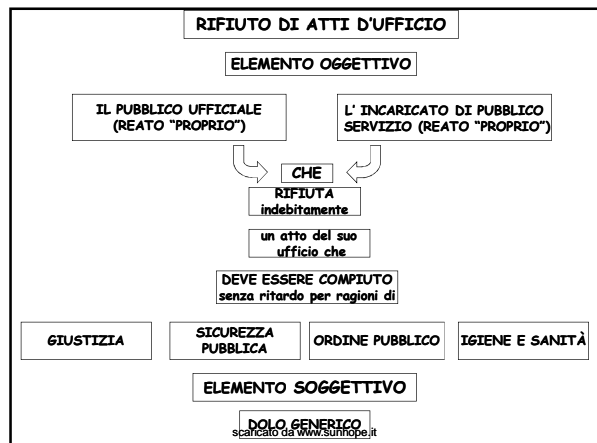 RIFIUTO DI ATTI D'UFFICIO
ELEMENTO OGGETTIVO
IL PUBBLICO UFFICIALE
(REATO "PROPRIO")
L' INCARICATO DI PUBBLICO
SERVIZIO (REATO "PROPRIO")
CHE
RIFIUTA
indebitamente
un atto del suo
ufficio che
DEVE ESSERE COMPIUTO
senza ritardo per ragioni di
GIUSTIZIA
SICUREZZA
PUBBLICA
ORDINE PUBBLICO
IGIENE E SANITÀ
ELEMENTO SOGGETTIVO
DOLO GENERICO
scaricato da www.sunhope.it